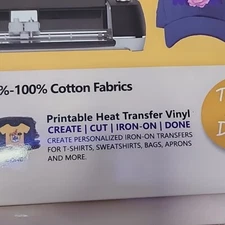 %-100% Cotton Fabrics
Printable Heat Transfer Vinyl
CREATE | CUT | IRON-ON | DONE
CREATE PERSONALIZED IRON-ON TRANSFERS
FOR T-SHIRTS, SWEATSHIRTS, BAGS, APRONS
AND MORE.
T
D